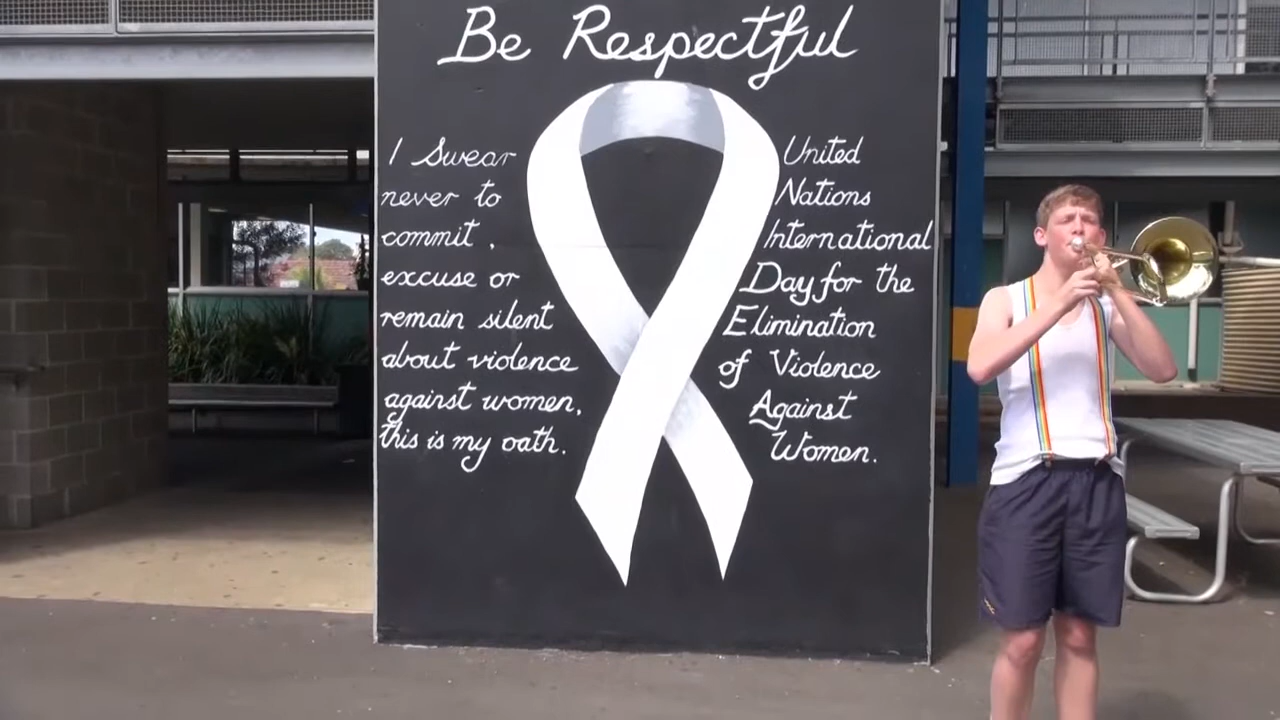 Be Respectful
I Swear
never to
commit,
excuse or
remain silent
about violence
against women,
this is my oath.
United
Nations
International
Day for the
Elimination
of Violence
Against
Women.